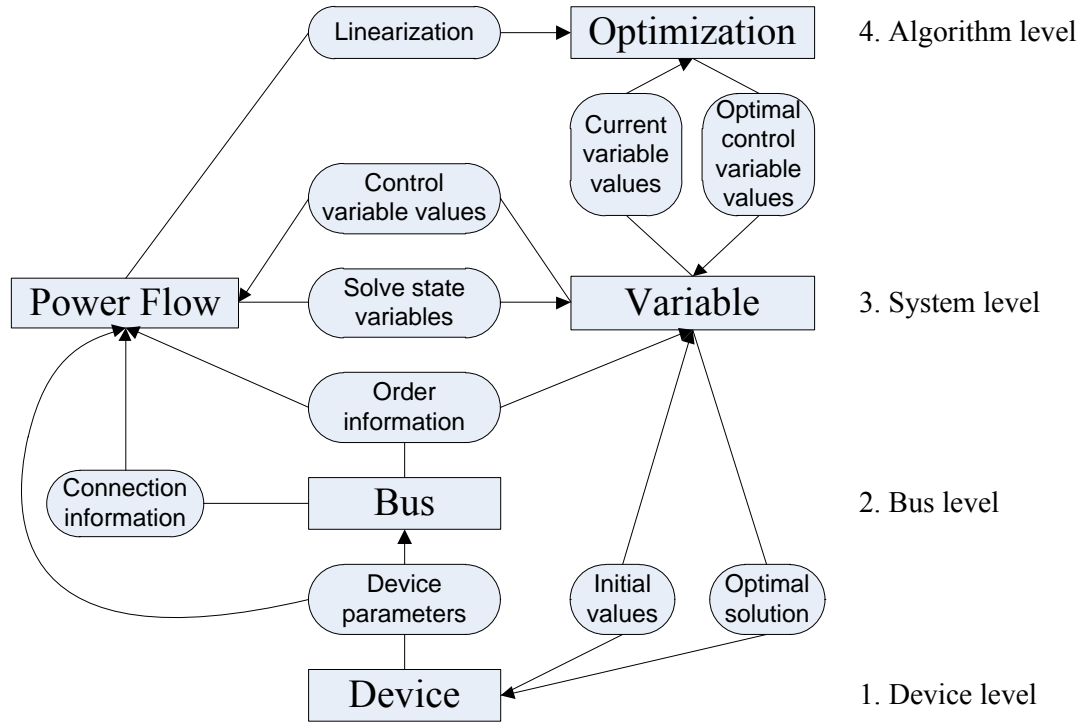 Linearization
Optimization
4. Algorithm level
Current
variable
values
Optimal
control
variable
values
Control
variable values
Power Flow
Solve state
variables
Variable
3. System level
Order
information
Connection
information
Bus
2. Bus level
Device
parameters
Initial
values
Optimal
solution
Device
1. Device level